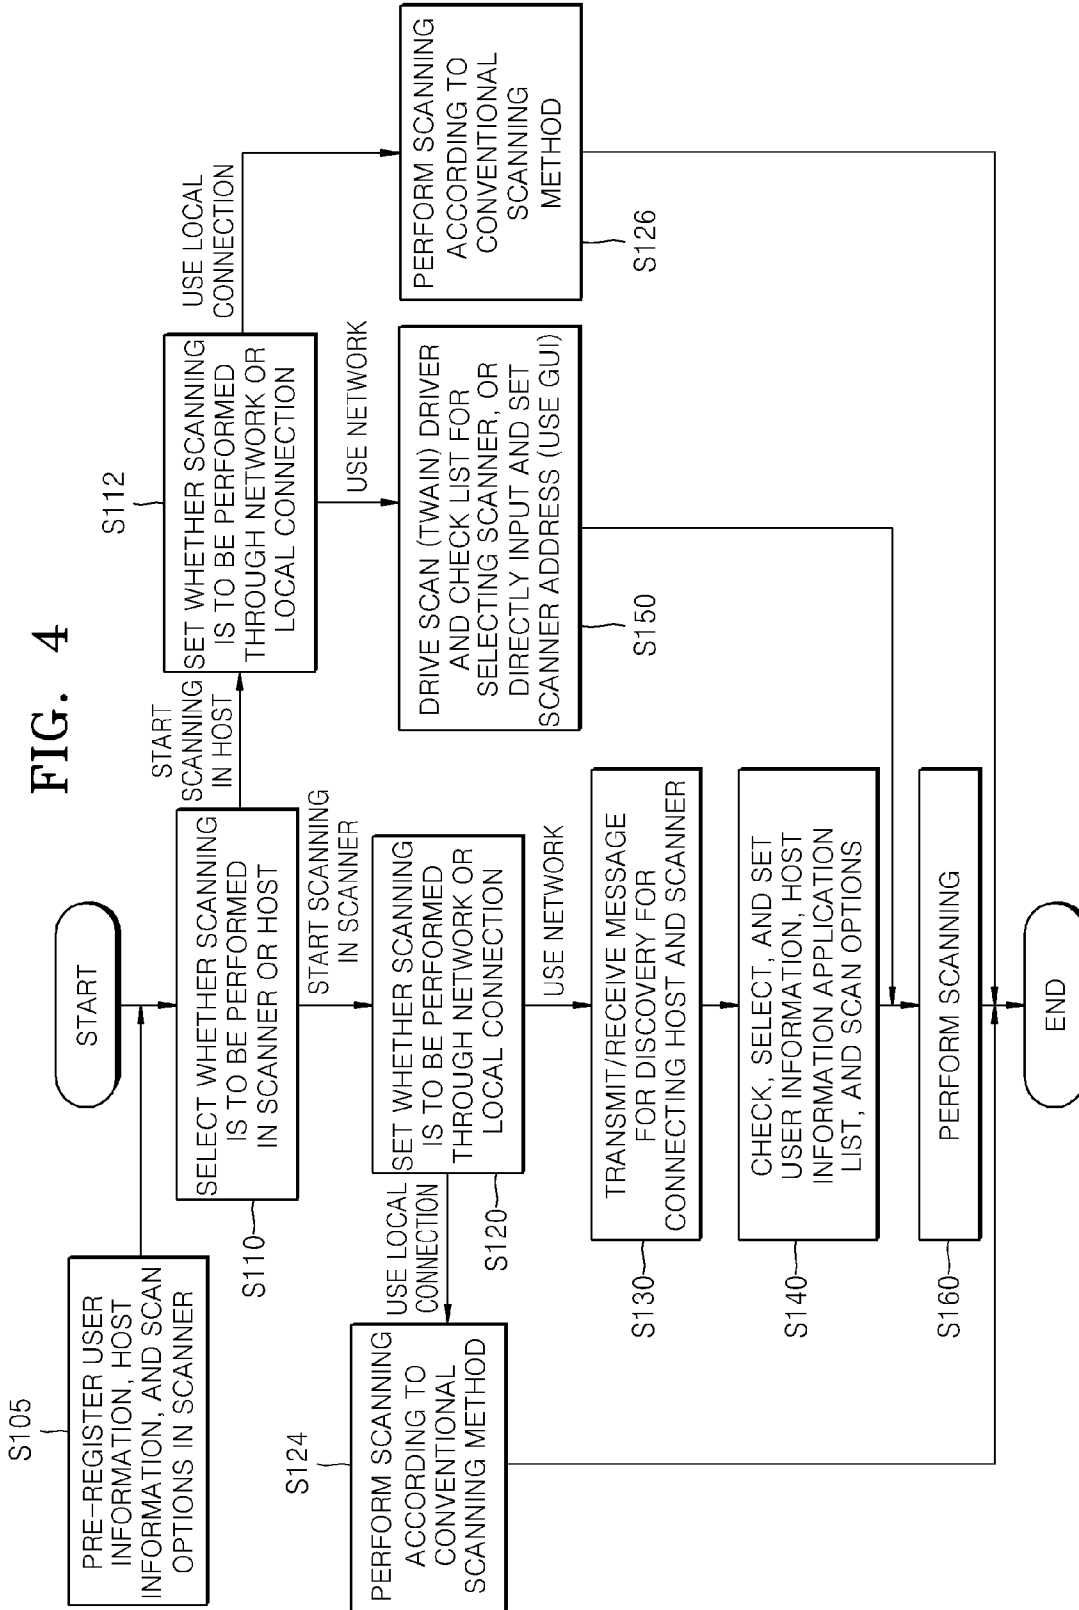 FIG. 4
START
PRE-REGISTER USER
INFORMATION, HOST
INFORMATION, AND SCAN
OPTIONS IN SCANNER
S105
SELECT WHETHER SCANNING
IS TO BE PERFORMED
IN SCANNER OR HOST
S110
START
SCANNING
IN HOST
SET WHETHER SCANNING
IS TO BE PERFORMED
THROUGH NETWORK OR
LOCAL CONNECTION
S112
USE LOCAL
CONNECTION
START SCANNING
IN SCANNER
USE NETWORK
PERFORM SCANNING
ACCORDING TO
CONVENTIONAL
SCANNING METHOD
S124
USE LOCAL
CONNECTION
SET WHETHER SCANNING
IS TO BE PERFORMED
THROUGH NETWORK OR
LOCAL CONNECTION
S120
DRIVE SCAN (TWAIN) DRIVER
AND CHECK LIST FOR
SELECTING SCANNER, OR
DIRECTLY INPUT AND SET
SCANNER ADDRESS (USE GUI)
S150
PERFORM SCANNING
ACCORDING TO
CONVENTIONAL
SCANNING
METHOD
S126
USE NETWORK
TRANSMIT/RECEIVE MESSAGE
FOR DISCOVERY FOR
CONNECTING HOST AND SCANNER
S130
CHECK, SELECT, AND SET
USER INFORMATION, HOST
INFORMATION APPLICATION
LIST, AND SCAN OPTIONS
S140
PERFORM SCANNING
S160
END